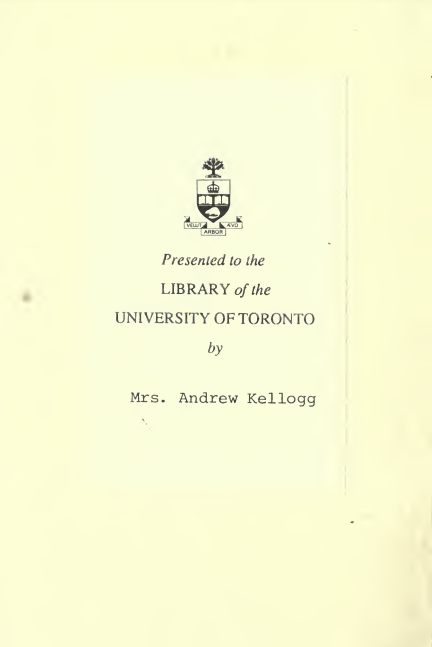 VELUT ÆVO
ARBOR
Presented to the
LIBRARY of the
UNIVERSITY OF TORONTO
by
Mrs. Andrew Kellogg